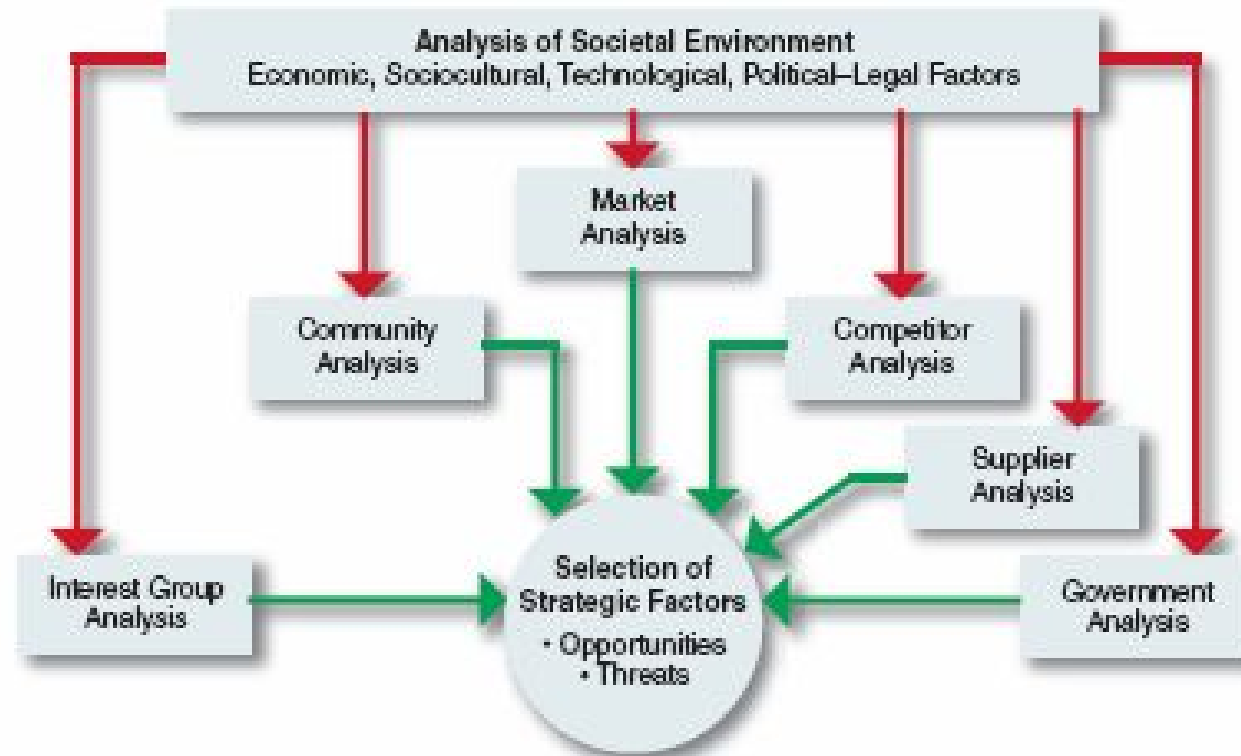 Analysis of Societal Environment
Economic, Sociocultural, Technological, Political–Legal Factors
Market
Analysis
Community
Analysis
Competitor
Analysis
Supplier
Analysis
Interest Group
Analysis
Selection of
Strategic Factors
• Opportunities
• Threats
Government
Analysis